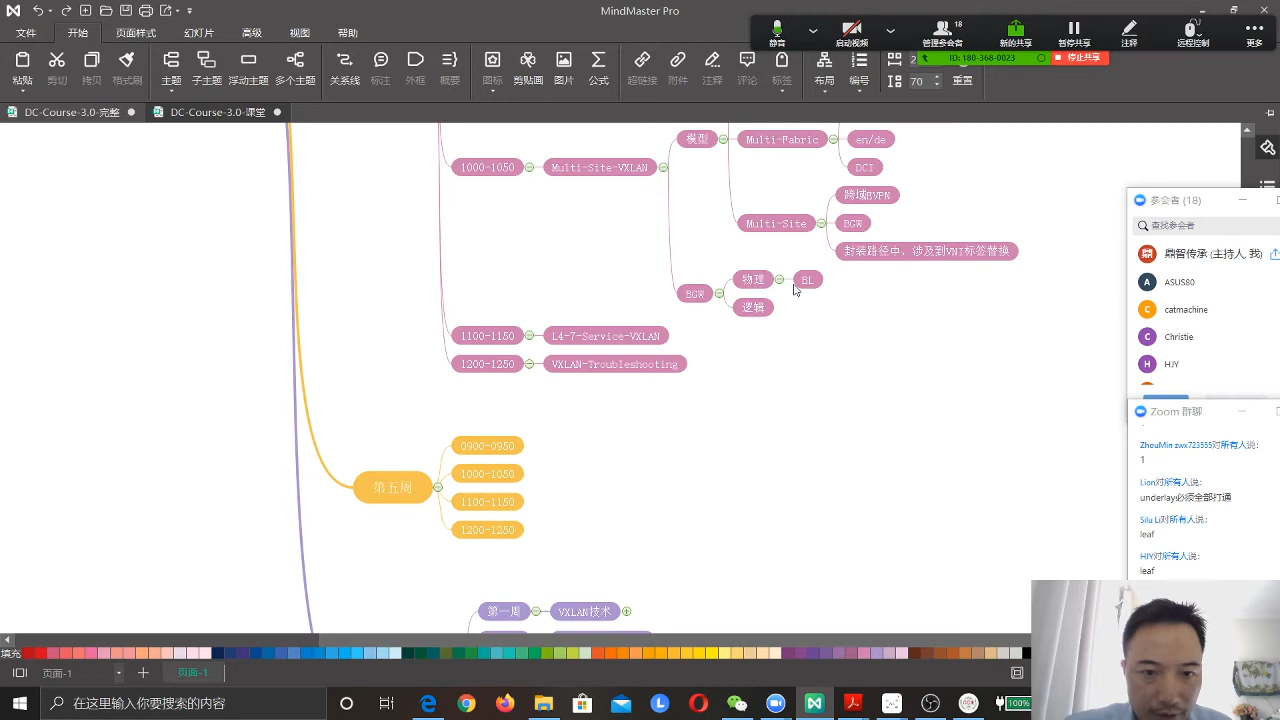 MindMaster Pro
文件
开始
页面样式
幻灯片
高级
视图
帮助
静音
启动视频
18
管理参会者
新的共享
暂停共享
注释
远程控制
更多
ID: 180-368-0023
停止共享
粘贴
剪切
拷贝
格式刷
主题
子主题
浮动主题
多个主题
关系线
标注
外框
概要
图标
剪贴画
图片
公式
超链接
附件
注释
评论
标签
布局
编号
2
70
重置
DC-Course-3.0-完整
DC-Course-3.0-课堂
模型
Multi-Fabric
en/de
DCI
1000-1050
Multi-Site-VXLAN
跨域EVPN
Multi-Site
BGW
封装路径中、涉及到VNI标签替换
BGW
物理
BL
逻辑
1100-1150
L4-7-Service-VXLAN
1200-1250
VXLAN-Troubleshooting
第五周
0900-0950
1000-1050
1100-1150
1200-1250
第一周
VXLAN技术
参会者 (18)
查找参会者
鼎
鼎智传承 (主持人, 我)
A
ASUS80
C
catmachine
C
Christie
H
HJY
Zoom 群聊
ZhouMin zwx723555对所有人说:
1
Lion对所有人说:
underlay必须全部打通
Silu Li对所有人说:
leaf
HJY对所有人说:
leaf
填充
页面-1
页面-1
在这里输入你要搜索的内容
100%